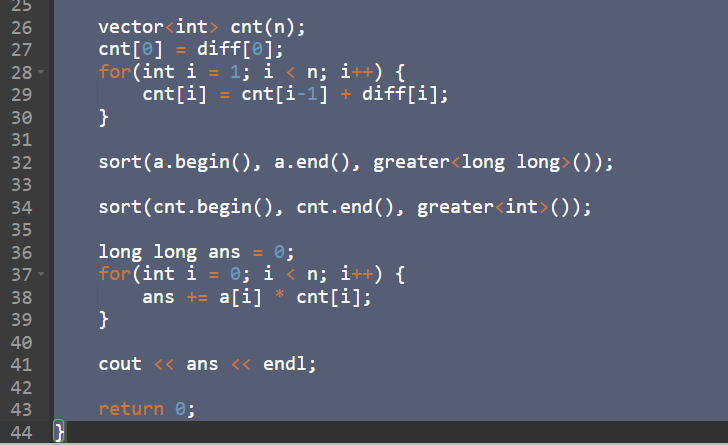 25
26     vector<int> cnt(n);
27     cnt[0] = diff[0];
28     for(int i = 1; i < n; i++) {
29         cnt[i] = cnt[i-1] + diff[i];
30     }
31
32     sort(a.begin(), a.end(), greater<long long>());
33
34     sort(cnt.begin(), cnt.end(), greater<int>());
35
36     long long ans = 0;
37     for(int i = 0; i < n; i++) {
38         ans += a[i] * cnt[i];
39     }
40
41     cout << ans << endl;
42
43     return 0;
44 }